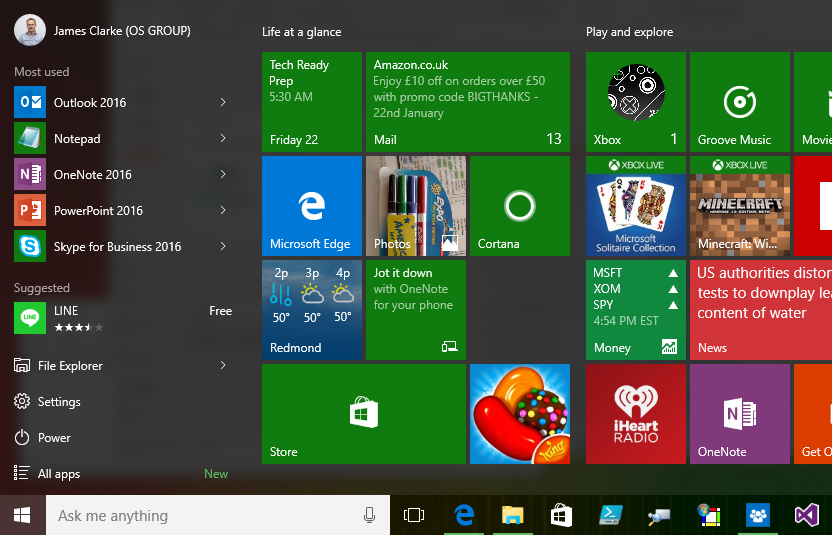 James Clarke (OS GROUP)
Most used
Outlook 2016
Notepad
OneNote 2016
PowerPoint 2016
Skype for Business 2016
Suggested
LINE
Free
File Explorer
Settings
Power
All apps
New
Life at a glance
Tech Ready
Prep
5:30 AM
Friday 22
Amazon.co.uk
Enjoy £10 off on orders over £50
with promo code BIGTHANKS -
22nd January
Mail
13
Microsoft Edge
Photos
Cortana
2p 3p 4p
50° 50° 50°
Redmond
Jot it down
with OneNote
for your phone
Store
King
Play and explore
Xbox
1
Groove Music
Movie
XBOX LIVE
Microsoft
Solitaire Collection
XBOX LIVE
MINECRAFT
WINDOWS 10 EDITION BETA
Minecraft: Wi...
MSFT
XOM
SPY
4:54 PM EST
Money
US authorities distor
tests to downplay lea
content of water
News
iHeart
RADIO
OneNote
Get O
Ask me anything